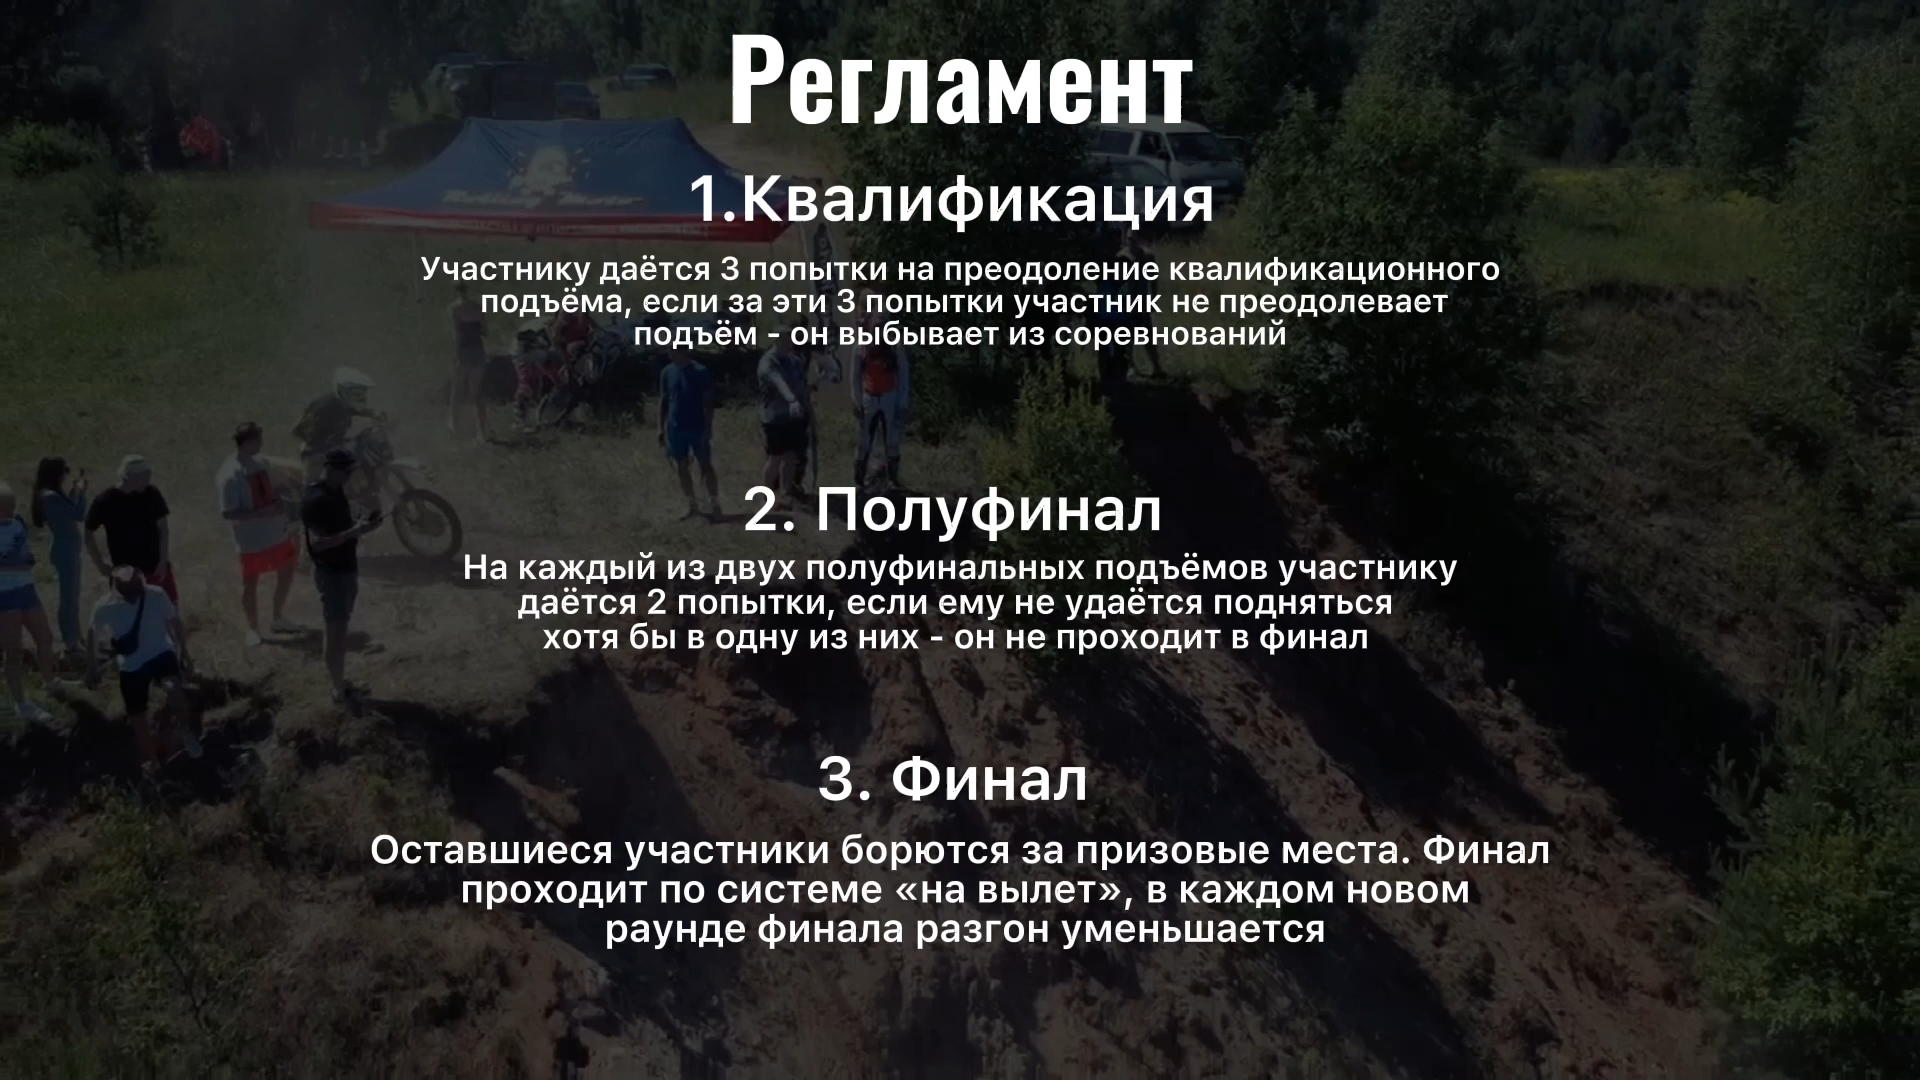 Регламент
1.Квалификация
Участнику даётся 3 попытки на преодоление квалификационного
подъёма, если за эти 3 попытки участник не преодолевает
подъём - он выбывает из соревнований
2. Полуфинал
На каждый из двух полуфинальных подъёмов участнику
даётся 2 попытки, если ему не удаётся подняться
хотя бы в одну из них - он не проходит в финал
3. Финал
Оставшиеся участники борются за призовые места. Финал
проходит по системе «на вылет», в каждом новом
раунде финала разгон уменьшается